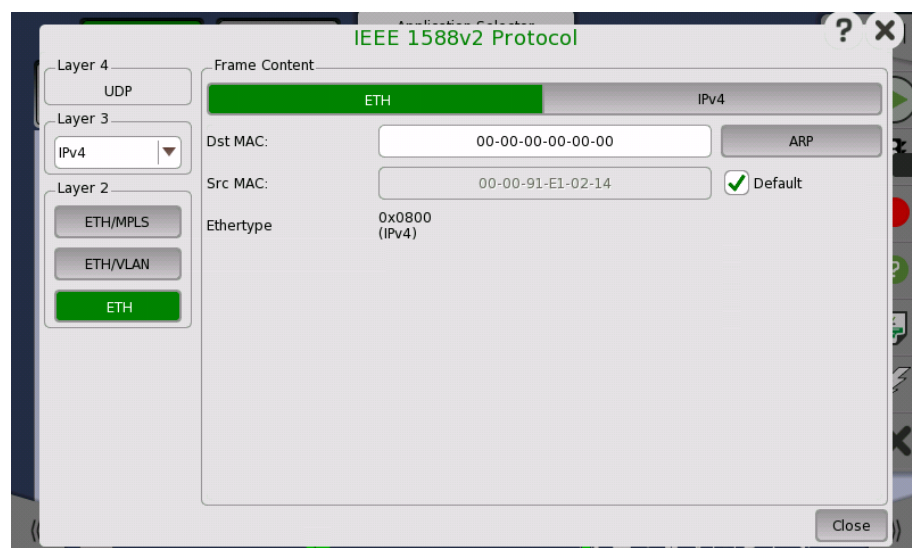 Application Selector
IEEE 1588v2 Protocol
?
Layer 4
UDP
Layer 3
IPv4
Layer 2
ETH/MPLS
ETH/VLAN
ETH
Frame Content
ETH IPv4
Dst MAC: 00-00-00-00-00-00 ARP
Src MAC: 00-00-91-E1-02-14 Default
Ethertype 0x0800
(IPv4)
Close